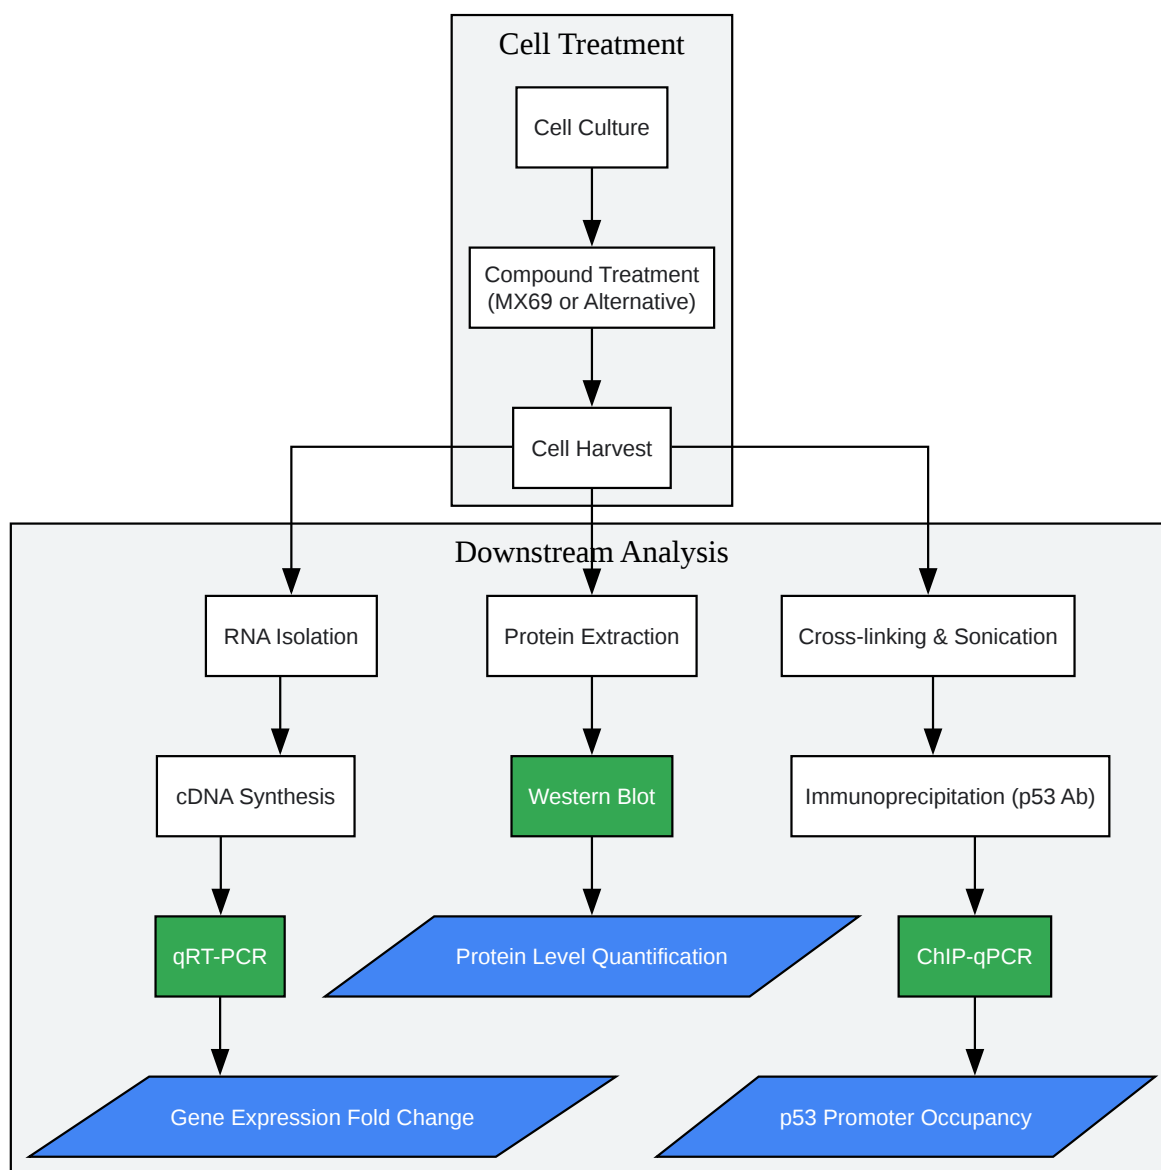 Cell Treatment
Cell Culture
Compound Treatment
(MX69 or Alternative)
Cell Harvest
Downstream Analysis
RNA Isolation
Protein Extraction
Cross-linking & Sonication
cDNA Synthesis
Western Blot
Immunoprecipitation (p53 Ab)
qRT-PCR
Protein Level Quantification
ChIP-qPCR
Gene Expression Fold Change
p53 Promoter Occupancy